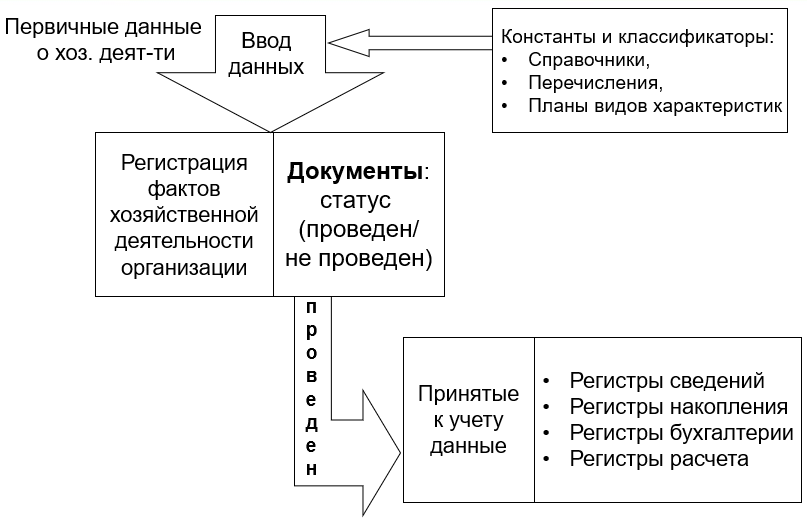 Первичные данные
о хоз. деят-ти
Ввод
данных
Константы и классификаторы:
• Справочники,
• Перечисления,
• Планы видов характеристик
Регистрация
фактов
хозяйственной
деятельности
организации
Документы:
статус
(проведен/
не проведен)
проведен
Принятые
к учету
данные
• Регистры сведений
• Регистры накопления
• Регистры бухгалтерии
• Регистры расчета